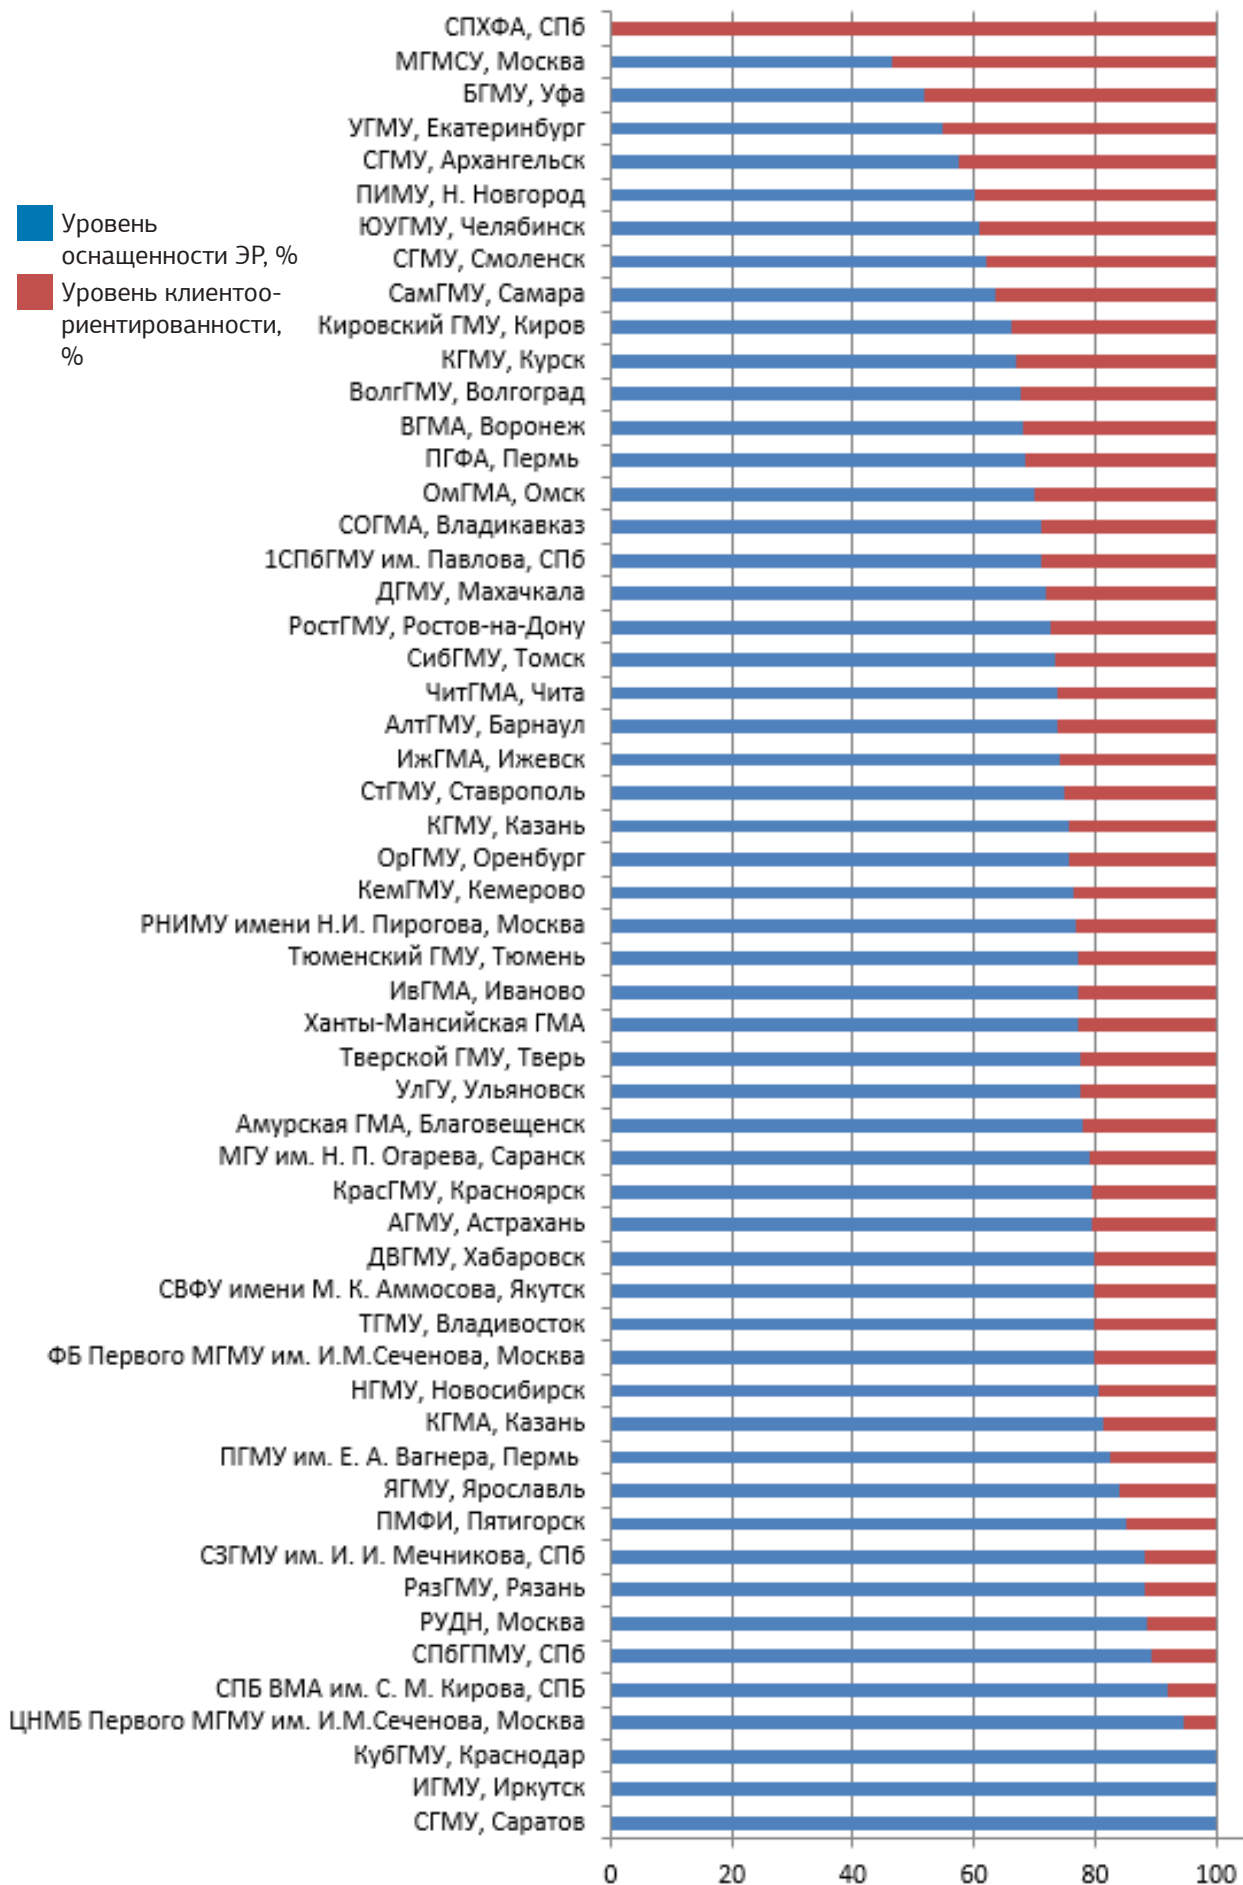 СПХФА, СПб
МГМСУ, Москва
БГМУ, Уфа
УГМУ, Екатеринбург
СГМУ, Архангельск
ПИМУ, Н. Новгород
ЮУГМУ, Челябинск
СГМУ, Смоленск
СамГМУ, Самара
Кировский ГМУ, Киров
КГМУ, Курск
ВолгГМУ, Волгоград
ВГМА, Воронеж
ПГФА, Пермь
ОмГМА, Омск
СОГМА, Владикавказ
1СПбГМУ им. Павлова, СПб
ДГМУ, Махачкала
РостГМУ, Ростов-на-Дону
СибГМУ, Томск
ЧитГМА, Чита
АлтГМУ, Барнаул
ИжГМА, Ижевск
СтГМУ, Ставрополь
КГМУ, Казань
ОрГМУ, Оренбург
КемГМУ, Кемерово
РНИМУ имени Н.И. Пирогова, Москва
Тюменский ГМУ, Тюмень
ИвГМА, Иваново
Ханты-Мансийская ГМА
Тверской ГМУ, Тверь
УлГУ, Ульяновск
Амурская ГМА, Благовещенск
МГУ им. Н. П. Огарева, Саранск
КрасГМУ, Красноярск
АГМУ, Астрахань
ДВГМУ, Хабаровск
СВФУ имени М. К. Аммосова, Якутск
ТГМУ, Владивосток
ФБ Первого МГМУ им. И.М.Сеченова, Москва
НГМУ, Новосибирск
КГМА, Казань
ПГМУ им. Е. А. Вагнера, Пермь
ЯГМУ, Ярославль
ПМФИ, Пятигорск
СЗГМУ им. И. И. Мечникова, СПб
РязГМУ, Рязань
РУДН, Москва
СПбГПМУ, СПб
СПБ ВМА им. С. М. Кирова, СПБ
ЦНМБ Первого МГМУ им. И.М.Сеченова, Москва
КубГМУ, Краснодар
ИГМУ, Иркутск
СГМУ, Саратов
0 20 40 60 80 100
Уровень
оснащенности ЭР, %
Уровень клиентоо-
риентированности,
%